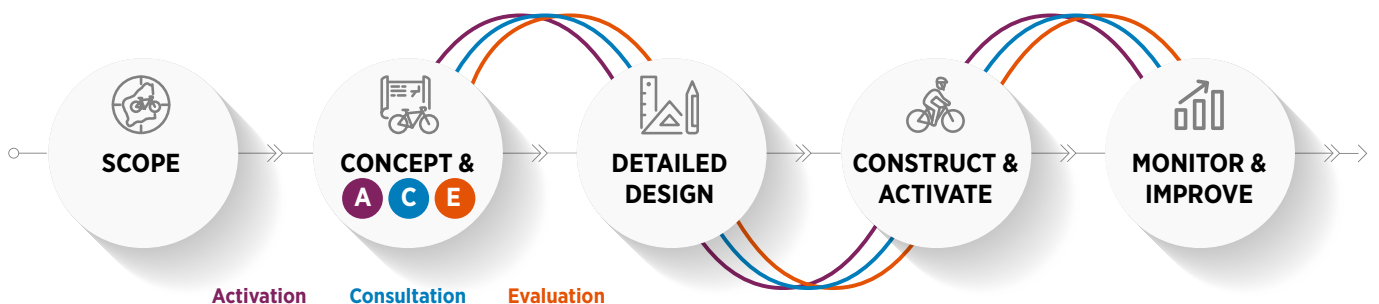 SCOPE
CONCEPT &
A C E
DETAILED
DESIGN
CONSTRUCT &
ACTIVATE
MONITOR &
IMPROVE
Activation Consultation Evaluation